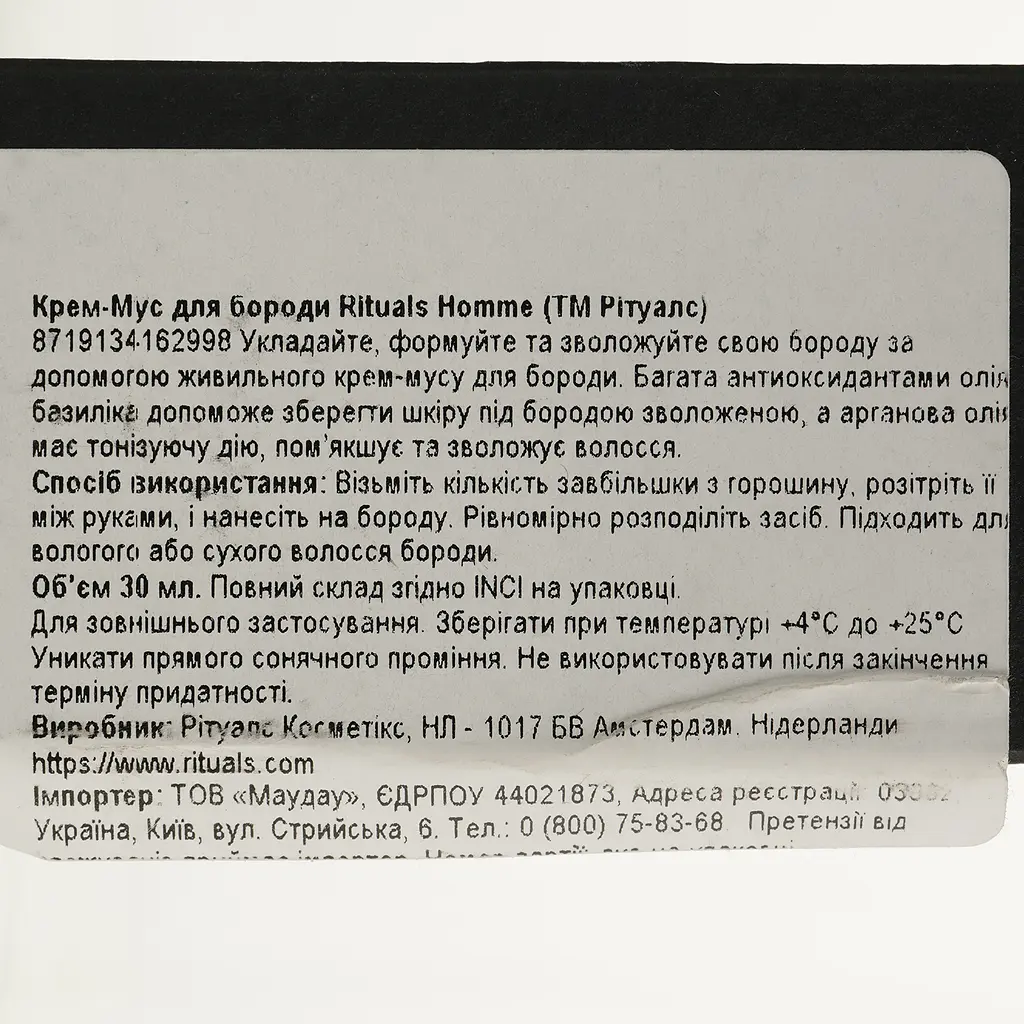 Крем-Мус для бороди Rituals Homme (ТМ Рітуалс)
8719134162998 Укладайте, формуйте та зволожуйте свою бороду за
допомогою живильного крем-мусу для бороди. Багата антиоксидантами олія
базиліка допоможе зберегти шкіру під бородою зволоженою, а арганова олія
має тонізуючу дію, пом'якшує та зволожує волосся.
Спосіб використання: Візьміть кількість завбільшки з горошину, розітріть її
між руками, і нанесіть на бороду. Рівномірно розподіліть засіб. Підходить для
вологого або сухого волосся бороди.
Об'єм 30 мл. Повний склад згідно INCI на упаковці.
Для зовнішнього застосування. Зберігати при температурі +4°С до +25°С
Уникати прямого сонячного проміння. Не використовувати після закінчення
терміну придатності.
Виробник: Рітуалс Косметікс, НЛ - 1017 БВ Амстердам. Нідерланди
https://www.rituals.com
Імпортер: ТОВ «Маудау», ЄДРПОУ 44021873, Адреса реєстрації:
Україна, Київ, вул. Стрийська, 6. Тел.: 0 (800) 75-83-68 Претензії від